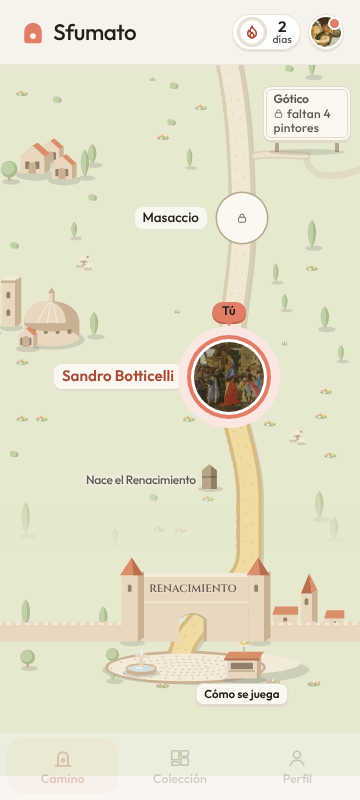 Sfumato
2
días
Gótico
faltan 4
pintores
Masaccio
Tú
Sandro Botticelli
Nace el Renacimiento
RENACIMIENTO
Cómo se juega
Camino
Colección
Perfil